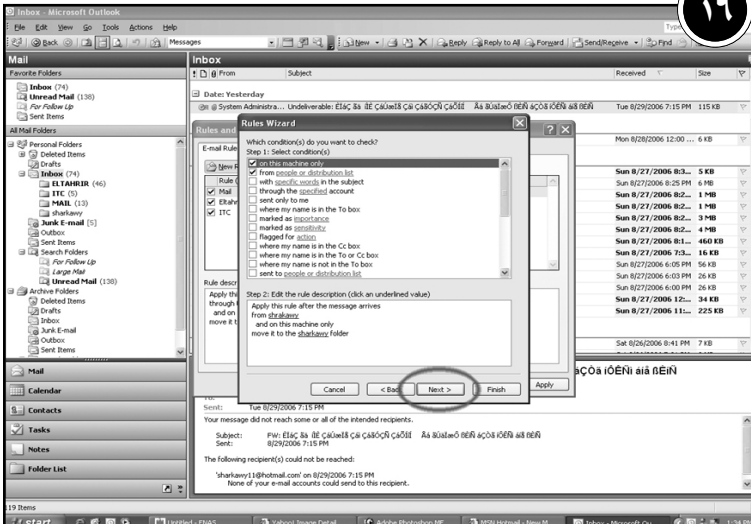 Inbox - Microsoft Outlook
١٦
File Edit View Go Tools Actions Help
Back Messages New Reply Reply to All Forward Send/Receive Find
Mail
Favorite Folders
Inbox (74)
Unread Mail (138)
For Follow Up
Sent Items
All Mail Folders
Personal Folders
Deleted Items
Drafts
Inbox (74)
ELTAHRIR (46)
ITC (5)
MAIL (13)
sharkawy
Junk E-mail [5]
Outbox
Sent Items
Search Folders
For Follow Up
Large Mail
Unread Mail (138)
Archive Folders
Deleted Items
Drafts
Inbox
Junk E-mail
Outbox
Sent Items
Mail
Calendar
Contacts
Tasks
Notes
Folder List
Inbox
From Subject Received Size
Date: Yesterday
System Administra... Undeliverable: Tue 8/29/2006 7:15 PM 115 KB
Mon 8/28/2006 12:00 ... 6 KB
Sun 8/27/2006 8:3... 5 KB
Sun 8/27/2006 8:25 PM 6 MB
Sun 8/27/2006 8:2... 1 MB
Sun 8/27/2006 8:2... 1 MB
Sun 8/27/2006 8:2... 3 MB
Sun 8/27/2006 8:2... 4 MB
Sun 8/27/2006 8:1... 460 KB
Sun 8/27/2006 7:3... 16 KB
Sun 8/27/2006 6:05 PM 56 KB
Sun 8/27/2006 6:03 PM 26 KB
Sun 8/27/2006 6:00 PM 26 KB
Sun 8/27/2006 12:... 34 KB
Sun 8/27/2006 11:... 225 KB
Sat 8/26/2006 8:41 PM 7 KB
Rules and
E-mail Rule
New R
Rule (
Mail
Eltahr
ITC
Rule descr
Apply thi
through
and on
move it t
Apply
Rules Wizard
Which condition(s) do you want to check?
Step 1: Select condition(s)
on this machine only
from people or distribution list
with specific words in the subject
through the specified account
sent only to me
where my name is in the To box
marked as importance
marked as sensitivity
flagged for action
where my name is in the Cc box
where my name is in the To or Cc box
where my name is not in the To box
sent to people or distribution list
Step 2: Edit the rule description (click an underlined value)
Apply this rule after the message arrives
from shrakawy
and on this machine only
move it to the sharkawy folder
Cancel < Back Next > Finish
To:
Sent: Tue 8/29/2006 7:15 PM
Your message did not reach some or all of the intended recipients.
Subject: FW:
Sent: 8/29/2006 7:15 PM
The following recipient(s) could not be reached:
'sharkawy11@hotmail.com' on 8/29/2006 7:15 PM
None of your e-mail accounts could send to this recipient.
119 Items
start Untitled - ENAS Yahoo! Image Detail Adobe Photoshop ME MSN Hotmail - New M Inbox - Microsoft Ou 1:24 PM